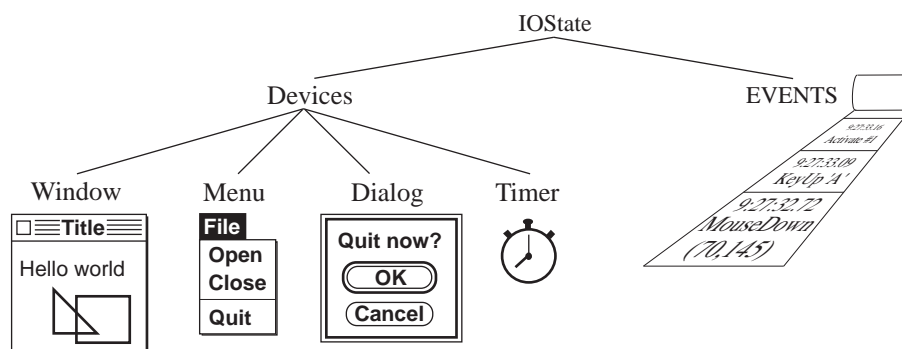 IOState
Devices
EVENTS
9:27:33.16
Activate #1
9:27:33.09
KeyUp 'A'
9:27:32.72
MouseDown
(70,145)
Window
Menu
Dialog
Timer
Title
Hello world
File
Open
Close
Quit
Quit now?
OK
Cancel